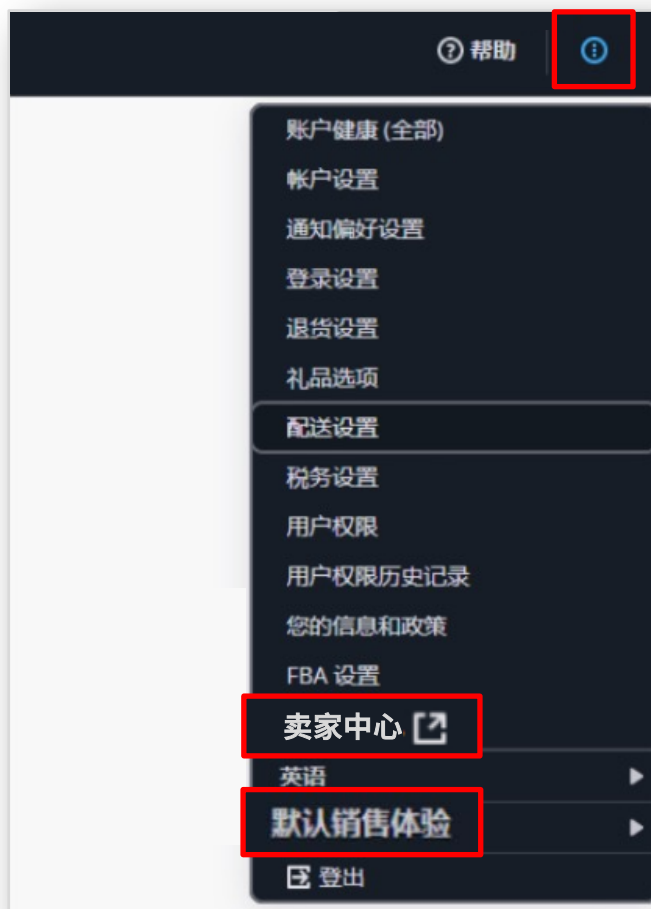 帮助
账户健康 (全部)
帐户设置
通知偏好设置
登录设置
退货设置
礼品选项
配送设置
税务设置
用户权限
用户权限历史记录
您的信息和政策
FBA 设置
卖家中心
英语
默认销售体验
登出